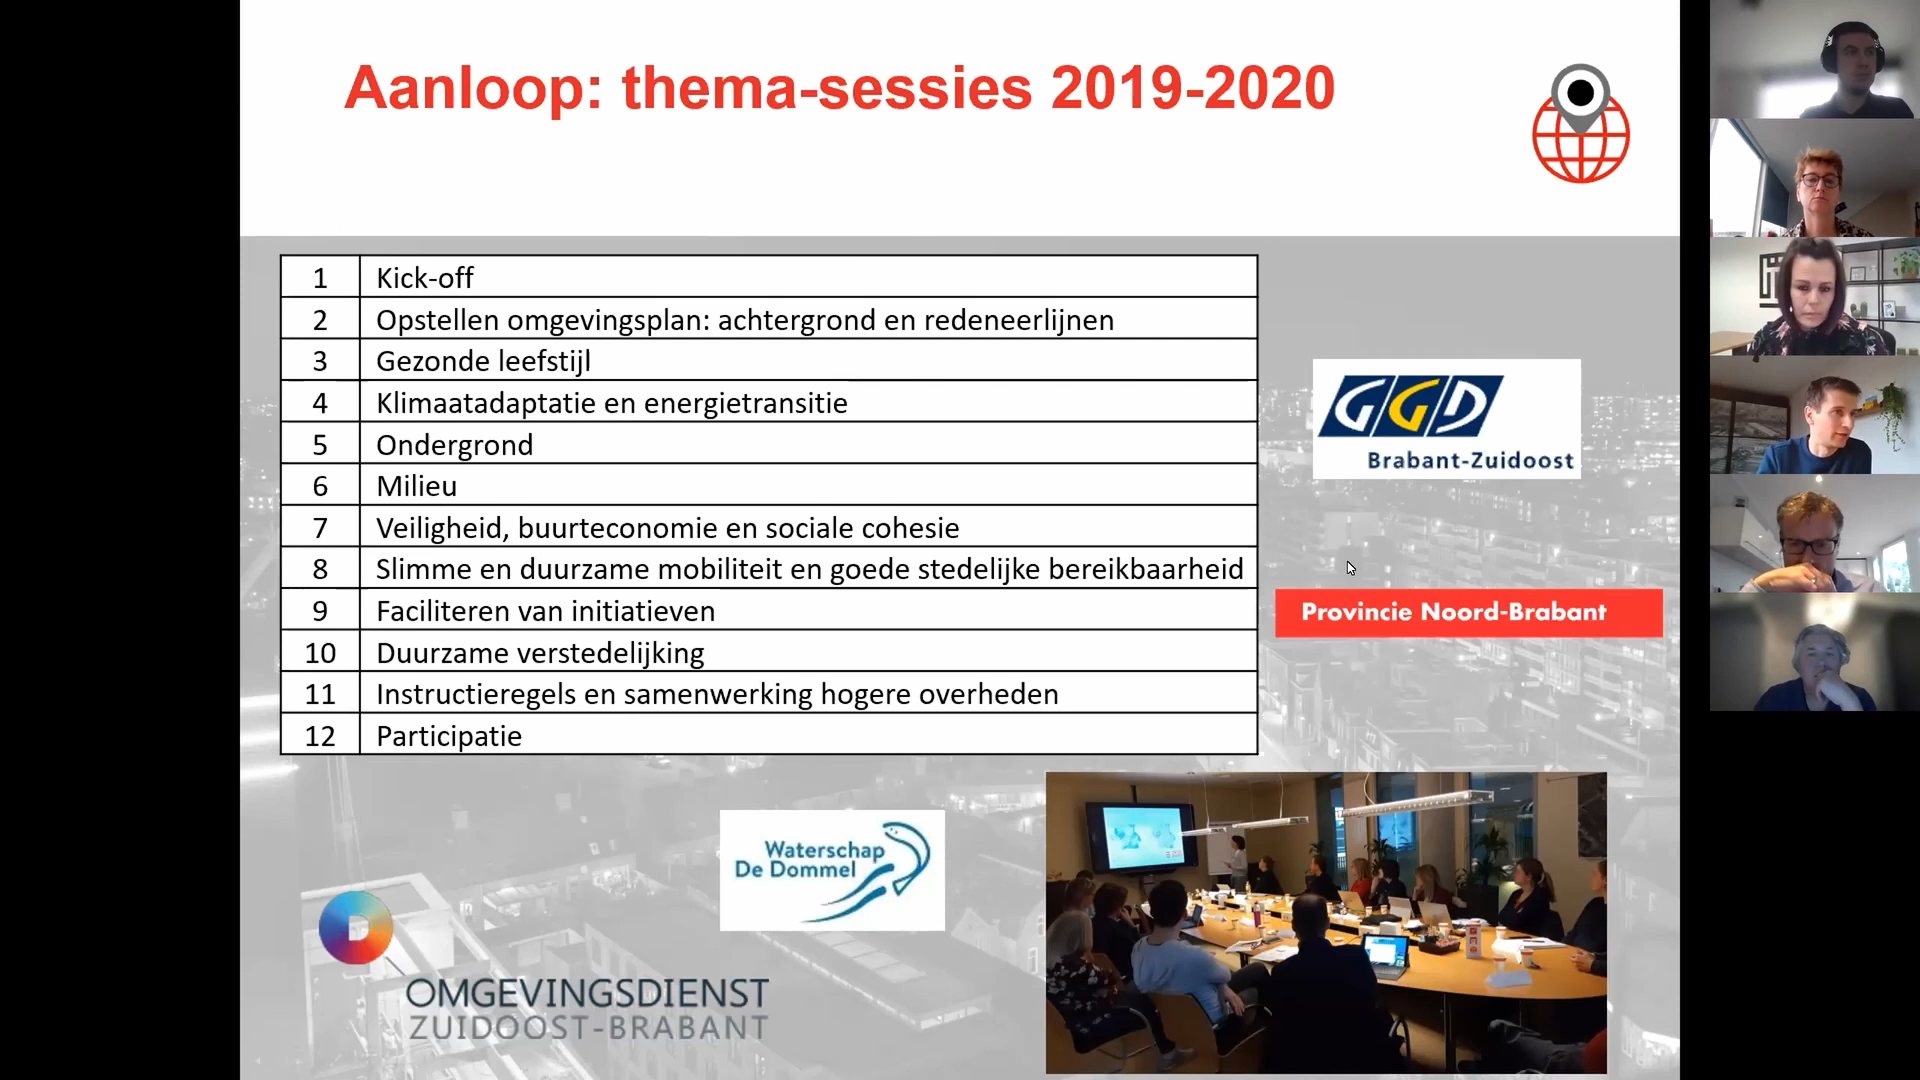 Aanloop: thema-sessies 2019-2020
1 Kick-off
2 Opstellen omgevingsplan: achtergrond en redeneerlijnen
3 Gezonde leefstijl
4 Klimaatadaptatie en energietransitie
5 Ondergrond
6 Milieu
7 Veiligheid, buurteconomie en sociale cohesie
8 Slimme en duurzame mobiliteit en goede stedelijke bereikbaarheid
9 Faciliteren van initiatieven
10 Duurzame verstedelijking
11 Instructieregels en samenwerking hogere overheden
12 Participatie
GGD
Brabant-Zuidoost
Provincie Noord-Brabant
Waterschap
De Dommel
D
OMGEVINGSDIENST
ZUIDOOST-BRABANT